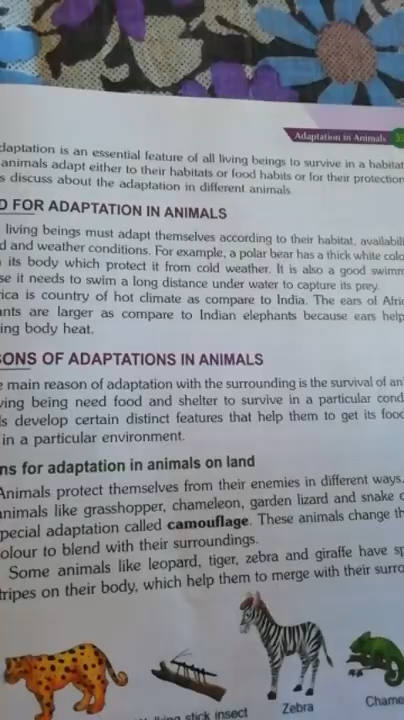 Adaptation in Animals
daptation is an essential feature of all living beings to survive in a habitat
animals adapt either to their habitats or food habits or for their protection
s discuss about the adaptation in different animals
D FOR ADAPTATION IN ANIMALS
living beings must adapt themselves according to their habitat, availabili
d and weather conditions. For example, a polar bear has a thick white colo
its body which protect it from cold weather. It is also a good swimm
se it needs to swim a long distance under water to capture its prey.
ica is country of hot climate as compare to India. The ears of Afric
ants are larger as compare to Indian elephants because ears help
ing body heat.
SONS OF ADAPTATIONS IN ANIMALS
e main reason of adaptation with the surrounding is the survival of an
ving being need food and shelter to survive in a particular cond
ls develop certain distinct features that help them to get its food
in a particular environment.
ns for adaptation in animals on land
Animals protect themselves from their enemies in different ways.
animals like grasshopper, chameleon, garden lizard and snake
pecial adaptation called camouflage. These animals change th
olour to blend with their surroundings.
Some animals like leopard, tiger, zebra and giraffe have sp
tripes on their body, which help them to merge with their surro
lking stick insect
Zebra
Chame